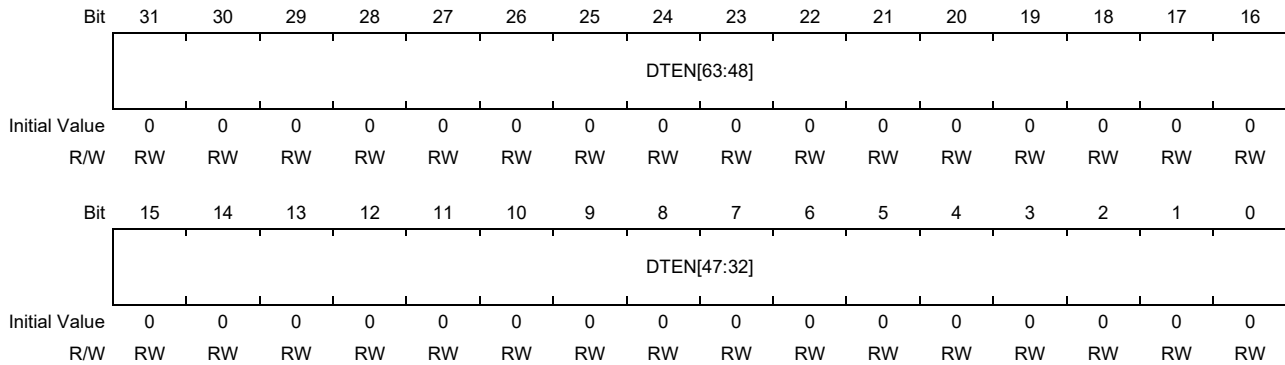 Bit 31 30 29 28 27 26 25 24 23 22 21 20 19 18 17 16
DTEN[63:48]
Initial Value 0 0 0 0 0 0 0 0 0 0 0 0 0 0 0 0
R/W RW RW RW RW RW RW RW RW RW RW RW RW RW RW RW RW
Bit 15 14 13 12 11 10 9 8 7 6 5 4 3 2 1 0
DTEN[47:32]
Initial Value 0 0 0 0 0 0 0 0 0 0 0 0 0 0 0 0
R/W RW RW RW RW RW RW RW RW RW RW RW RW RW RW RW RW